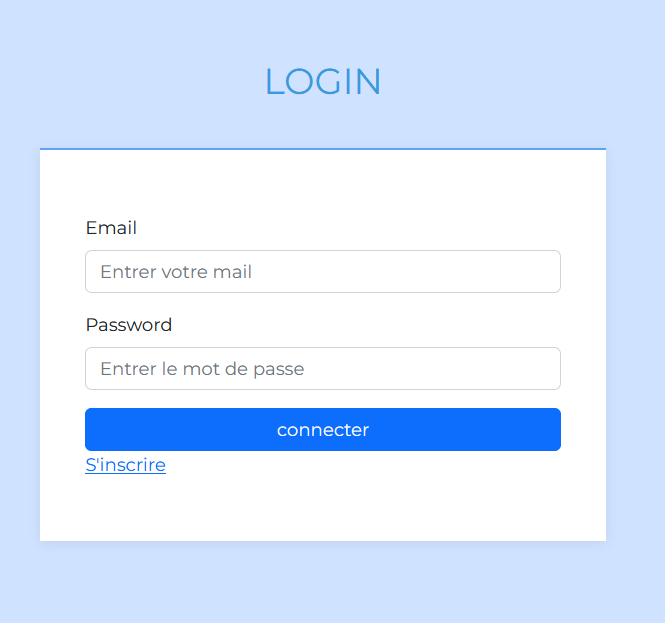 LOGIN
Email
Entrer votre mail
Password
Entrer le mot de passe
connecter
S'inscrire